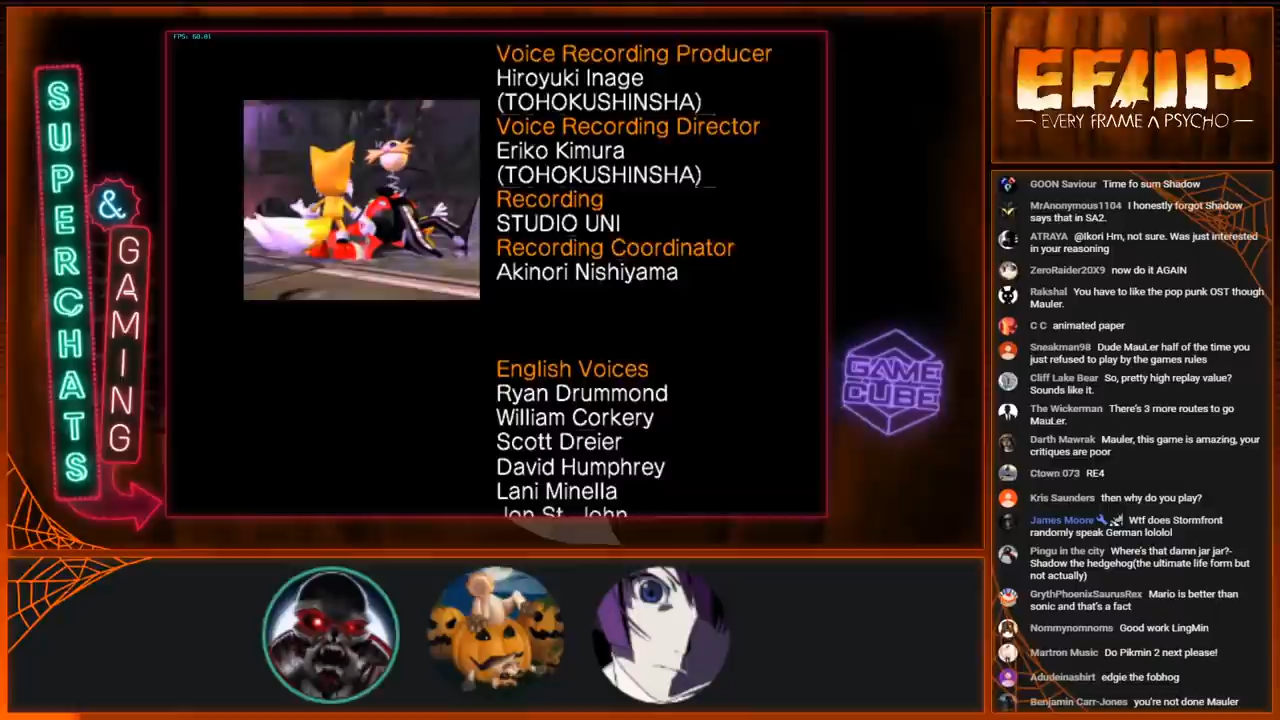 SUPERCHATS
&
GAMING
FPS: 60.01
Voice Recording Producer
Hiroyuki Inage
(TOHOKUSHINSHA)
Voice Recording Director
Eriko Kimura
(TOHOKUSHINSHA)
Recording
STUDIO UNI
Recording Coordinator
Akinori Nishiyama
English Voices
Ryan Drummond
William Corkery
Scott Dreier
David Humphrey
Lani Minella
Jon St. John
GAME
CUBE
EFAP
EVERY FRAME A PSYCHO
GOON Saviour Time fo sum Shadow
MrAnonymous1104 I honestly forgot Shadow
says that in SA2.
ATRAYA @Ikori Hm, not sure. Was just interested
in your reasoning
ZeroRaider20X9 now do it AGAIN
Rakshal You have to like the pop punk OST though
Mauler.
C C animated paper
Sneakman98 Dude MauLer half of the time you
just refused to play by the games rules
Cliff Lake Bear So, pretty high replay value?
Sounds like it.
The Wickerman There's 3 more routes to go
MauLer.
Darth Mawrak Mauler, this game is amazing, your
critiques are poor
Ctown 073 RE4
Kris Saunders then why do you play?
James Moore Wtf does Stormfront
randomly speak German lololol
Pingu in the city Where's that damn jar jar?-
Shadow the hedgehog(the ultimate life form but
not actually)
GrythPhoenixSaurusRex Mario is better than
sonic and that's a fact
Nommynomnoms Good work LingMin
Martron Music Do Pikmin 2 next please!
Adudeinashirt edgie the fobhog
Benjamin Carr-Jones you're not done Mauler